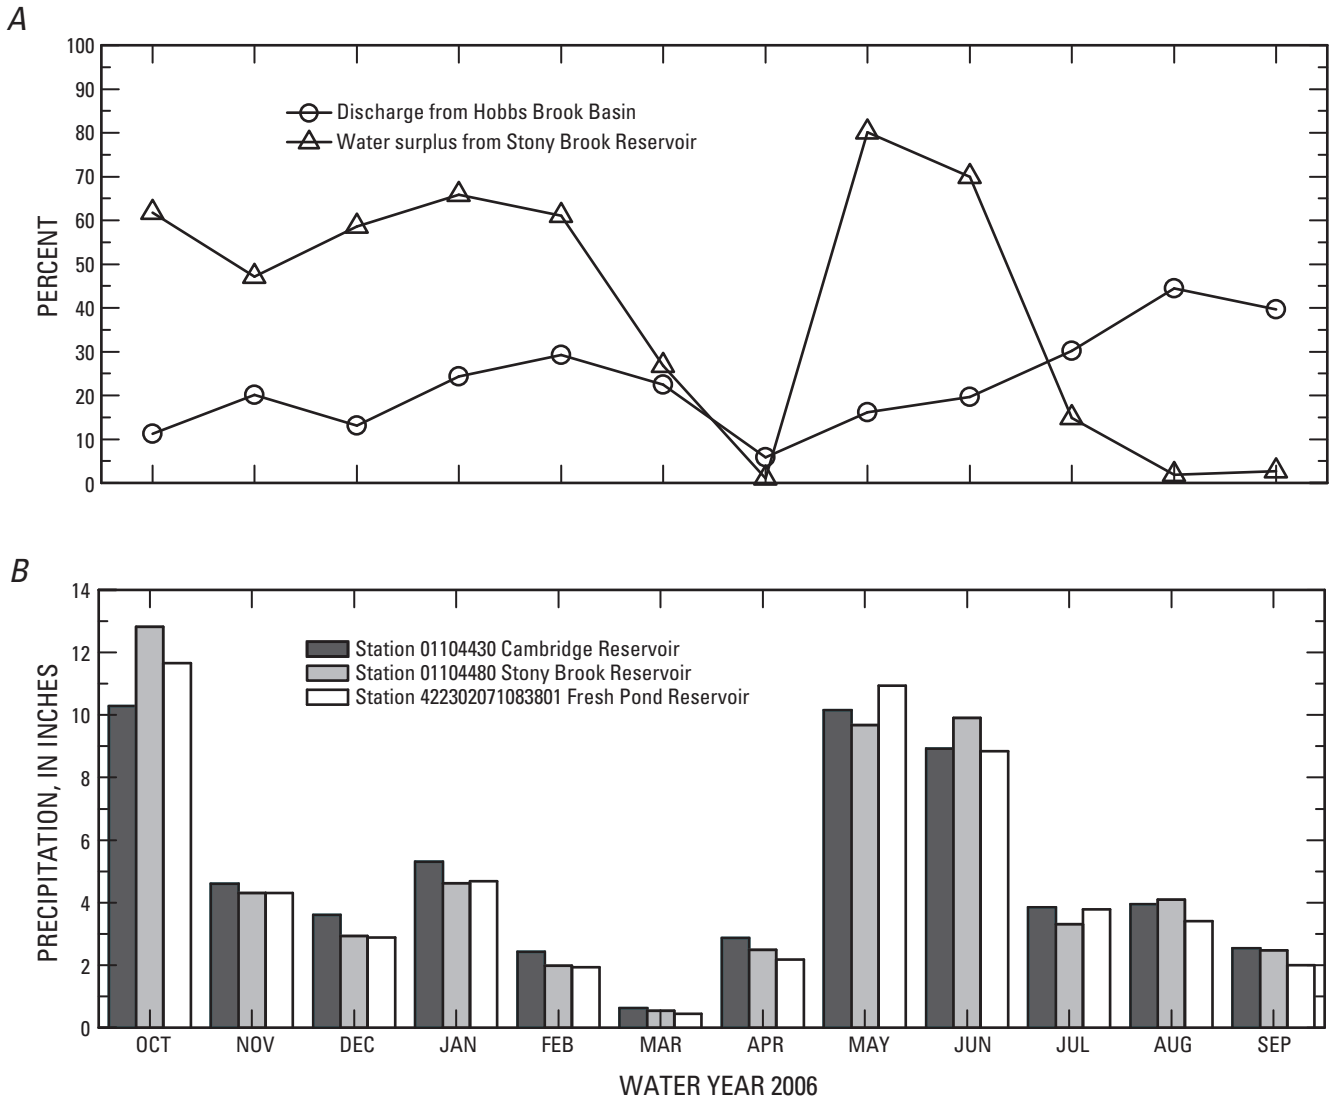 A
100
90
80
70
60
50
40
30
20
10
0
PERCENT
Discharge from Hobbs Brook Basin
Water surplus from Stony Brook Reservoir
B
14
12
10
8
6
4
2
0
PRECIPITATION, IN INCHES
Station 01104430 Cambridge Reservoir
Station 01104480 Stony Brook Reservoir
Station 422302071083801 Fresh Pond Reservoir
OCT NOV DEC JAN FEB MAR APR MAY JUN JUL AUG SEP
WATER YEAR 2006